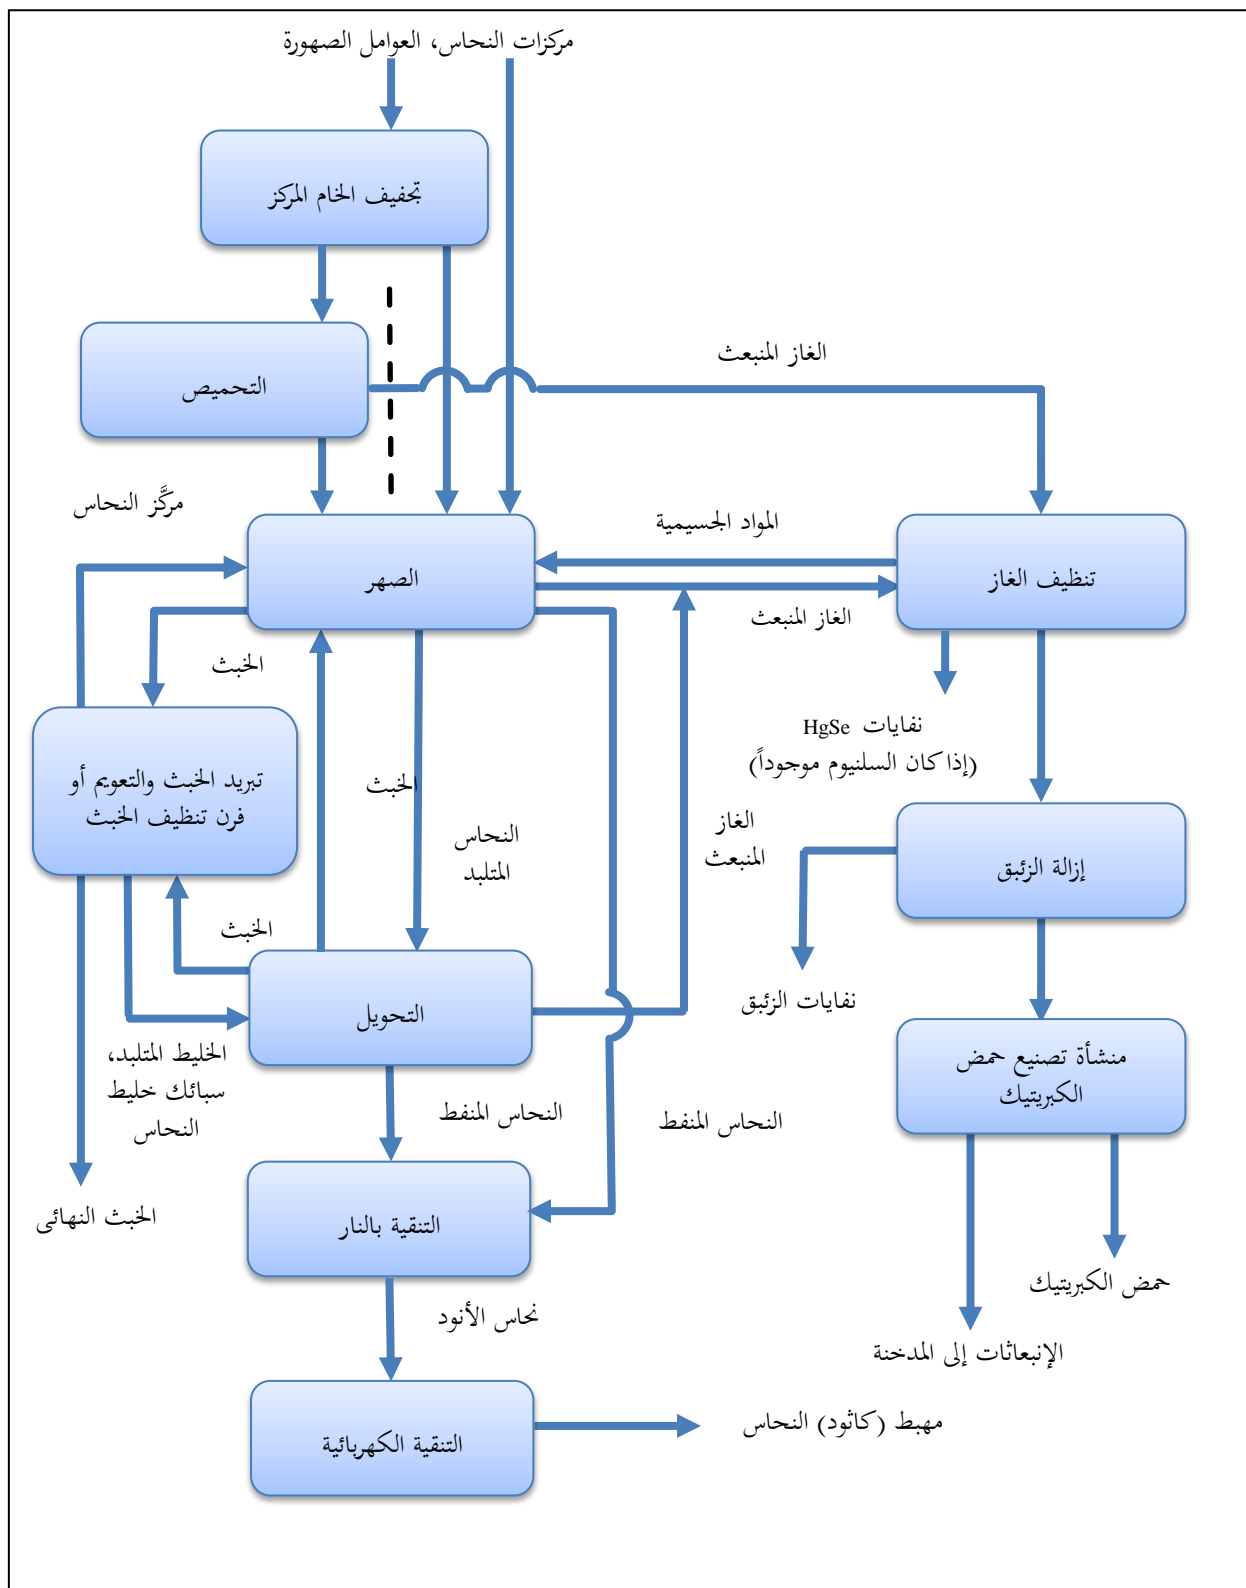 مركزات النحاس، العوامل الصهورة
تجفيف الخام المركز
الغاز المنبعث
التحميص
مركَّز النحاس
المواد الجسيمية
الصهر
تنظيف الغاز
الغاز المنبعث
الخبث
نفايات HgSe
(إذا كان السلنيوم موجوداً)
تبريد الخبث والتعويم أو
فرن تنظيف الخبث
الخبث
الغاز
المنبعث
النحاس
المتلبد
إزالة الزئبق
الخبث
نفايات الزئبق
التحويل
الخليط المتلبد،
سبائك خليط
النحاس
منشأة تصنيع حمض
الكبريتيك
النحاس المنفط
النحاس المنفط
الخبث النهائى
التنقية بالنار
حمض الكبريتيك
نحاس الأنود
الإنبعاثات إلى المدخنة
مهبط (كاثود) النحاس
التنقية الكهربائية